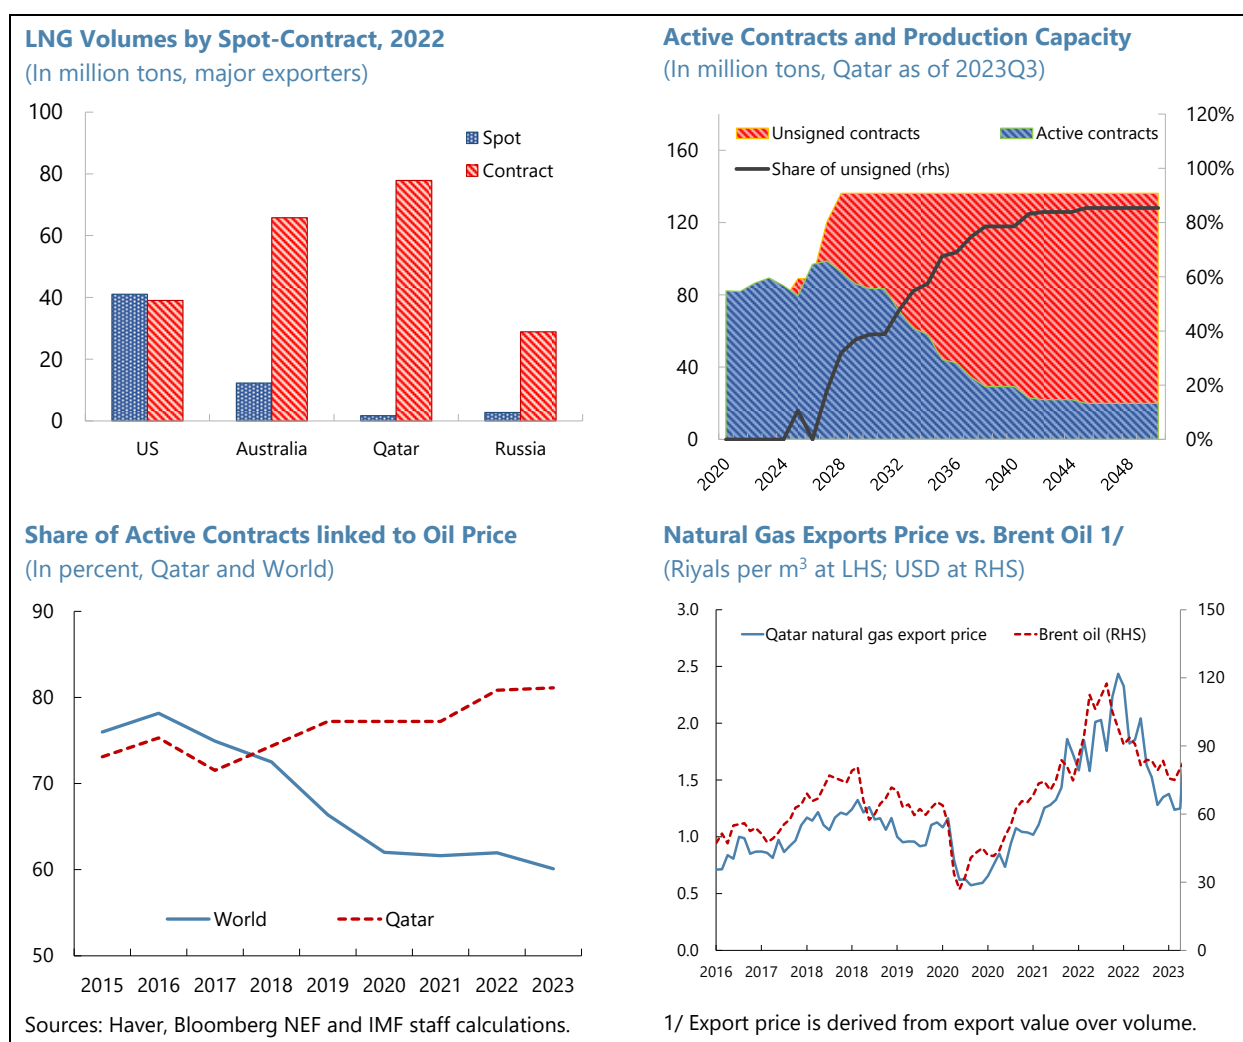 LNG Volumes by Spot-Contract, 2022
(In million tons, major exporters)
100
80
60
40
20
0
Spot
Contract
US Australia Qatar Russia
Active Contracts and Production Capacity
(In million tons, Qatar as of 2023Q3)
160
120
80
40
0
Unsigned contracts Active contracts
Share of unsigned (rhs)
120%
100%
80%
60%
40%
20%
0%
2020 2024 2028 2032 2036 2040 2044 2048
Share of Active Contracts linked to Oil Price
(In percent, Qatar and World)
90
80
70
60
50
World Qatar
2015 2016 2017 2018 2019 2020 2021 2022 2023
Sources: Haver, Bloomberg NEF and IMF staff calculations.
Natural Gas Exports Price vs. Brent Oil 1/
(Riyals per m³ at LHS; USD at RHS)
3.0
2.5
2.0
1.5
1.0
0.5
0.0
Qatar natural gas export price Brent oil (RHS)
150
120
90
60
30
0
2016 2017 2018 2018 2019 2020 2020 2021 2022 2022 2023
1/ Export price is derived from export value over volume.